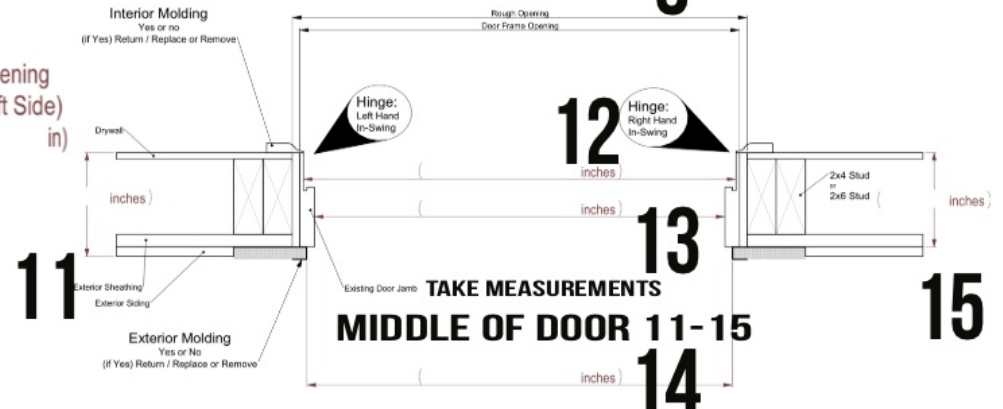 Interior Molding
Yes or no
(if Yes) Return / Replace or Remove
Rough Opening
Door Frame Opening
ening
ft Side)
in)
Hinge:
Left Hand
In-Swing
12
Hinge:
Right Hand
In-Swing
Drywall
( inches )
2x4 Stud
or
2x6 Stud (
inches )
inches )
( inches )
13
11
15
Exterior Sheathing
Exterior Siding
Existing Door Jamb
TAKE MEASUREMENTS
MIDDLE OF DOOR 11-15
Exterior Molding
Yes or No
(if Yes) Return / Replace or Remove
14
( inches )